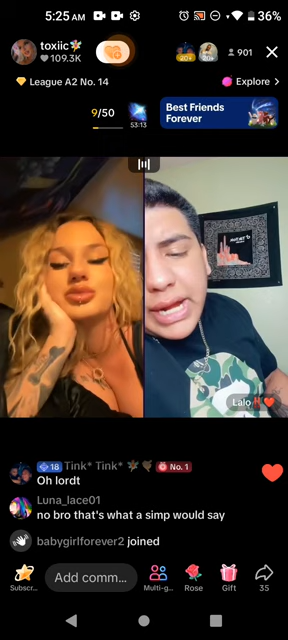 5:25 AM
36%
toxiic
109.3K
20+
901
League A2 No. 14
Explore >
9/50
53:13
Best Friends
Forever
Lalo
18 Tink* Tink* No. 1
Oh lordt
Luna_lace01
no bro that's what a simp would say
babygirlforever2 joined
Subscr...
Add comm...
Multi-g...
Rose
Gift
35